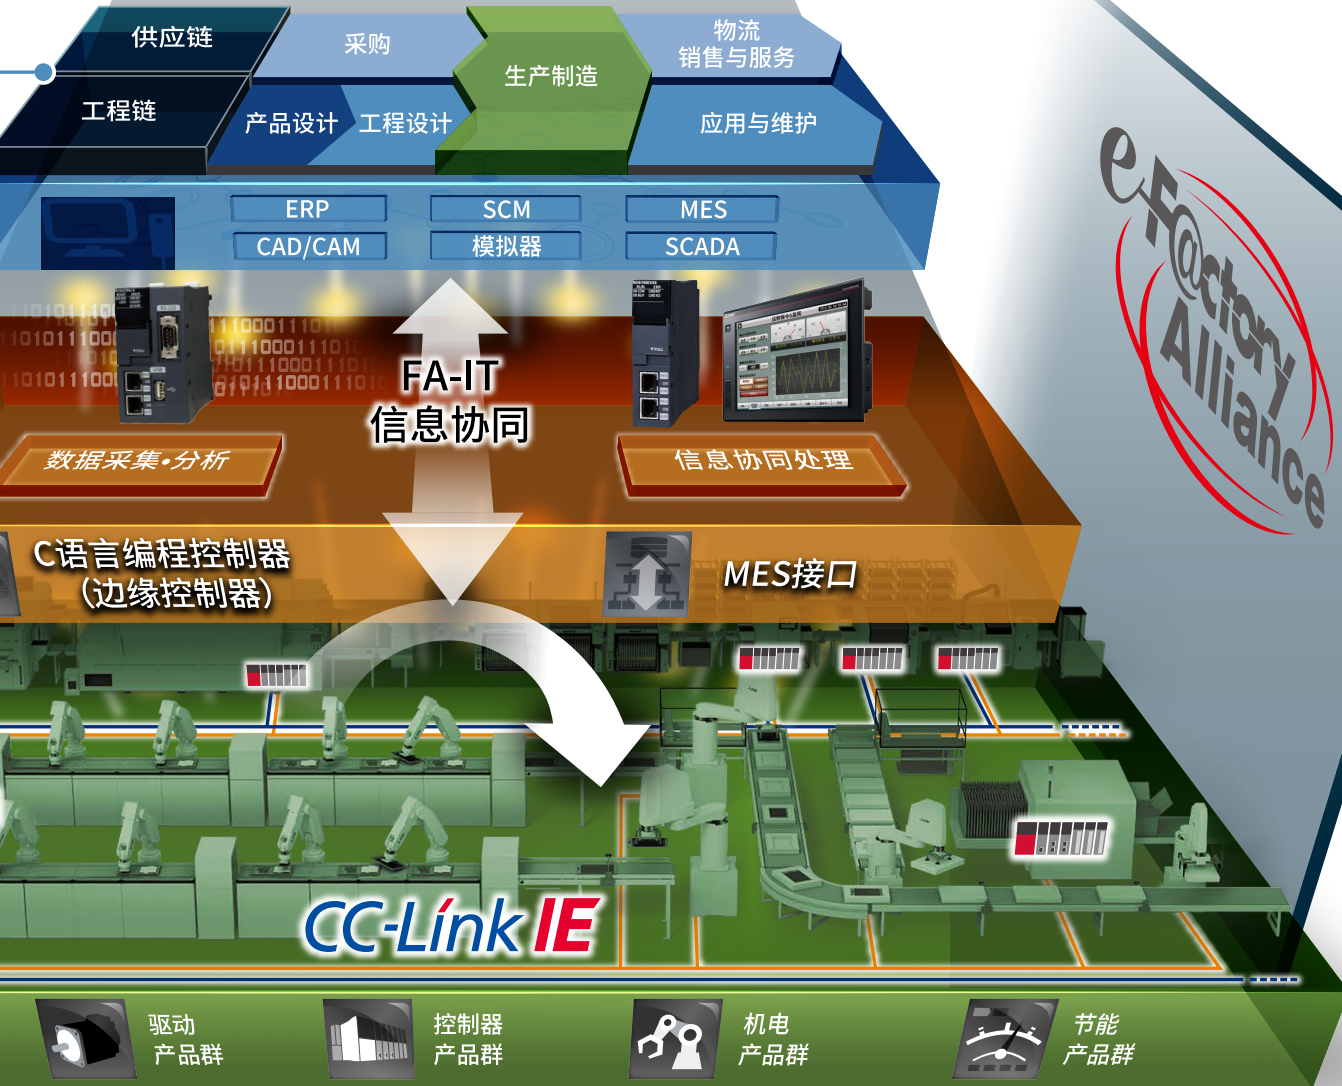 供应链
采购
物流
销售与服务
生产制造
工程链
产品设计
工程设计
应用与维护
ERP
SCM
MES
CAD/CAM
模拟器
SCADA
e-F@ctory
Alliance
FA-IT
信息协同
数据采集•分析
信息协同处理
C语言编程控制器
(边缘控制器)
MES接口
CC-Link IE
驱动
产品群
控制器
产品群
机电
产品群
节能
产品群